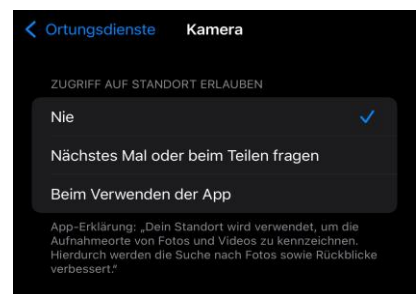 Ortungsdienste Kamera
ZUGRIFF AUF STANDORT ERLAUBEN
Nie
Nächstes Mal oder beim Teilen fragen
Beim Verwenden der App
App-Erklärung: „Dein Standort wird verwendet, um die
Aufnahmeorte von Fotos und Videos zu kennzeichnen.
Hierdurch werden die Suche nach Fotos sowie Rückblicke
verbessert.“